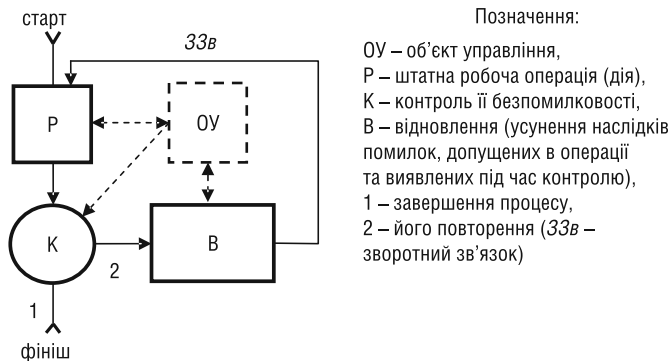 старт
ЗЗв
Р
ОУ
К
2
В
1
фініш
Позначення:
ОУ – об’єкт управління,
Р – штатна робоча операція (дія),
К – контроль її безпомилковості,
В – відновлення (усунення наслідків
помилок, допущених в операції
та виявлених під час контролю),
1 – завершення процесу,
2 – його повторення (ЗЗв –
зворотний зв’язок)